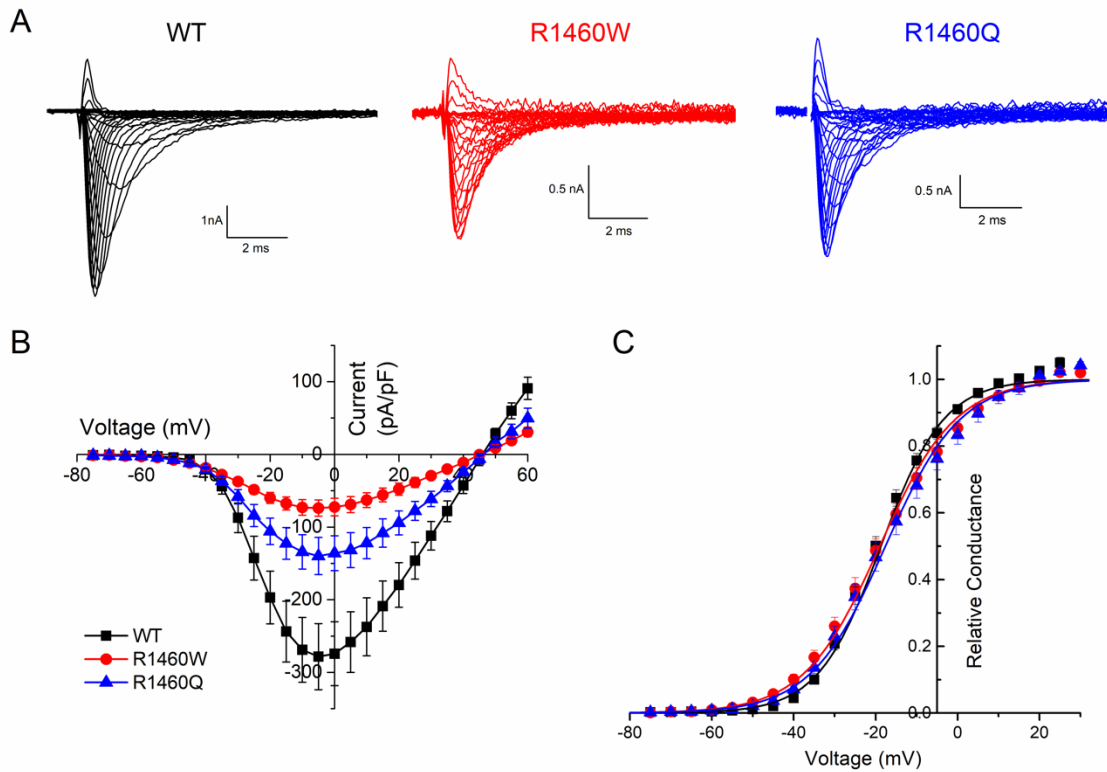 A
WT
R1460W
R1460Q
1nA
2 ms
0.5 nA
2 ms
0.5 nA
2 ms
B
Voltage (mV)
Current
(pA/pF)
100
0
-100
-200
-300
-80
-60
-40
-20
0
20
40
60
WT
R1460W
R1460Q
C
1.0
0.8
0.6
0.4
0.2
0.0
Relative Conductance
-80
-60
-40
-20
0
20
Voltage (mV)